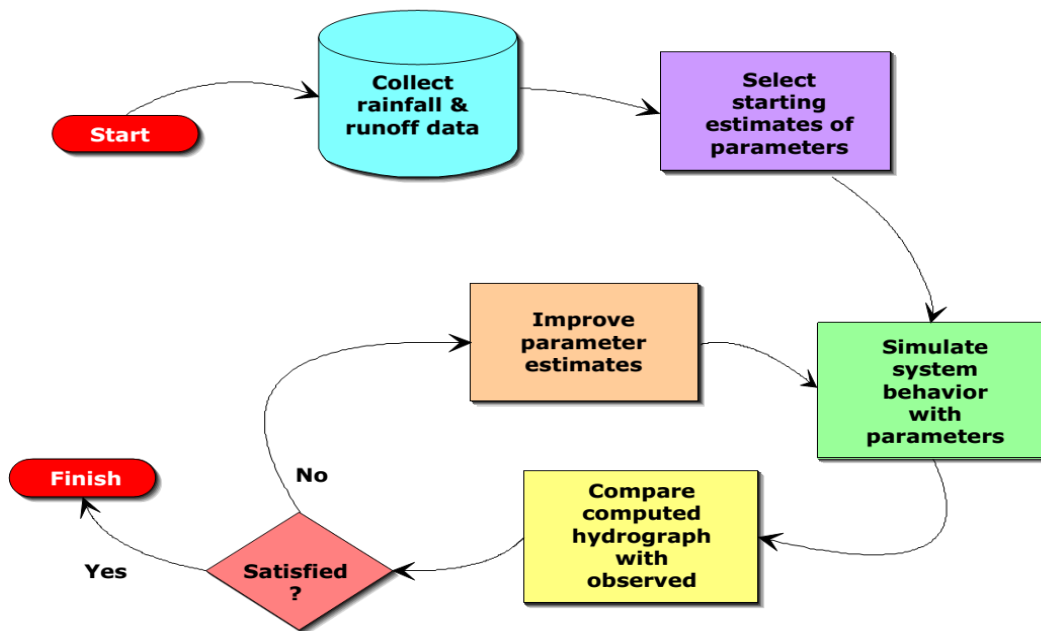 Start
Collect
rainfall &
runoff data
Select
starting
estimates of
parameters
Simulate
system
behavior
with
parameters
Improve
parameter
estimates
Compare
computed
hydrograph
with
observed
Satisfied
?
No
Yes
Finish